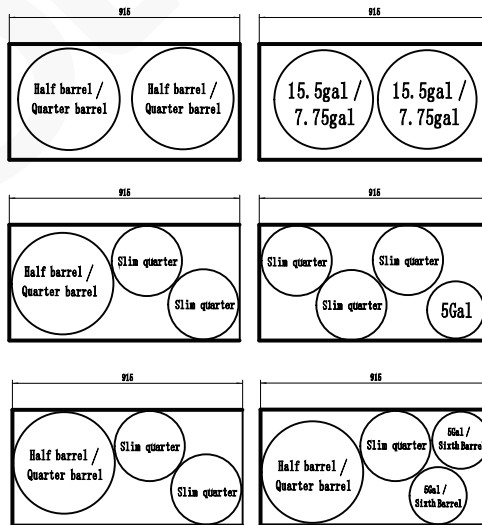 915
915
Half barrel /
Quarter barrel
Half barrel /
Quarter barrel
15.5gal /
7.75gal
15.5gal /
7.75gal
915
915
Half barrel /
Quarter barrel
Slim quarter
Slim quarter
Slim quarter
Slim quarter
Slim quarter
5Gal
915
915
Half barrel /
Quarter barrel
Slim quarter
Slim quarter
Half barrel /
Quarter barrel
Slim quarter
5Gal /
Sixth Barrel
5Gal /
Sixth Barrel